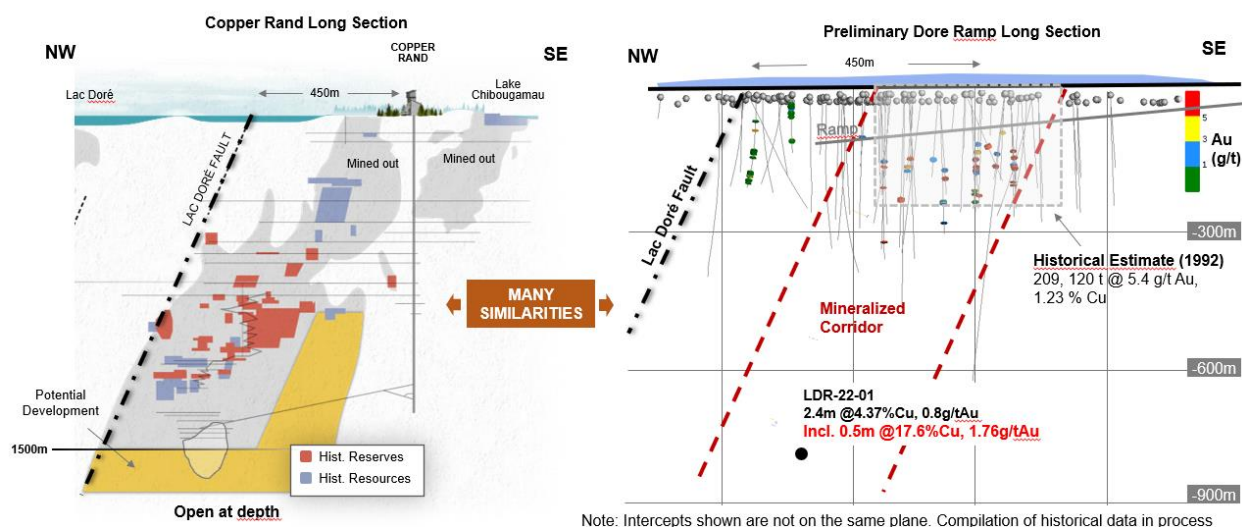 Copper Rand Long Section
NW
SE
COPPER
RAND
Lac Doré
450m
Lake
Chibougamau
LAC DORÉ FAULT
Mined out
Mined out
Potential
Development
1500m
Hist. Reserves
Hist. Resources
Open at depth
MANY
SIMILARITIES
Preliminary Dore Ramp Long Section
NW
SE
450m
Ramp
Lac Doré Fault
5
3
1
Au
(g/t)
-300m
Historical Estimate (1992)
209, 120 t @ 5.4 g/t Au,
1.23 % Cu
Mineralized
Corridor
-600m
LDR-22-01
2.4m @4.37%Cu, 0.8g/tAu
Incl. 0.5m @17.6%Cu, 1.76g/tAu
-900m
Note: Intercepts shown are not on the same plane. Compilation of historical data in process